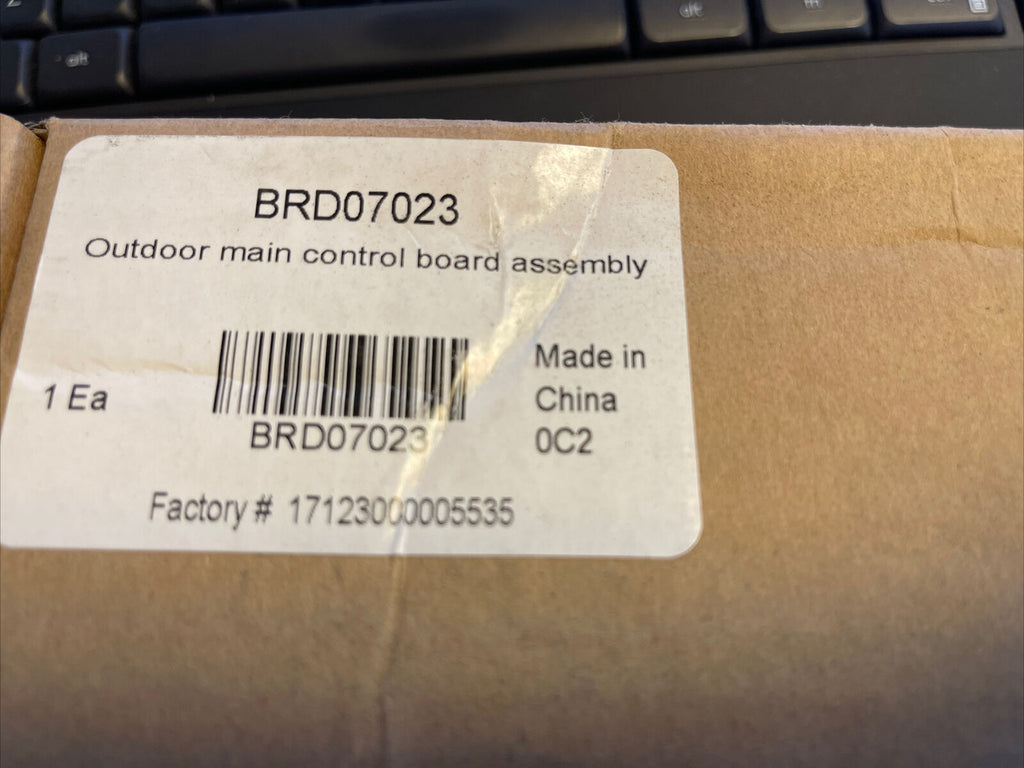 BRD07023
Outdoor main control board assembly
1 Ea
Made in
China
0C2
BRD07023
Factory # 17123000005535